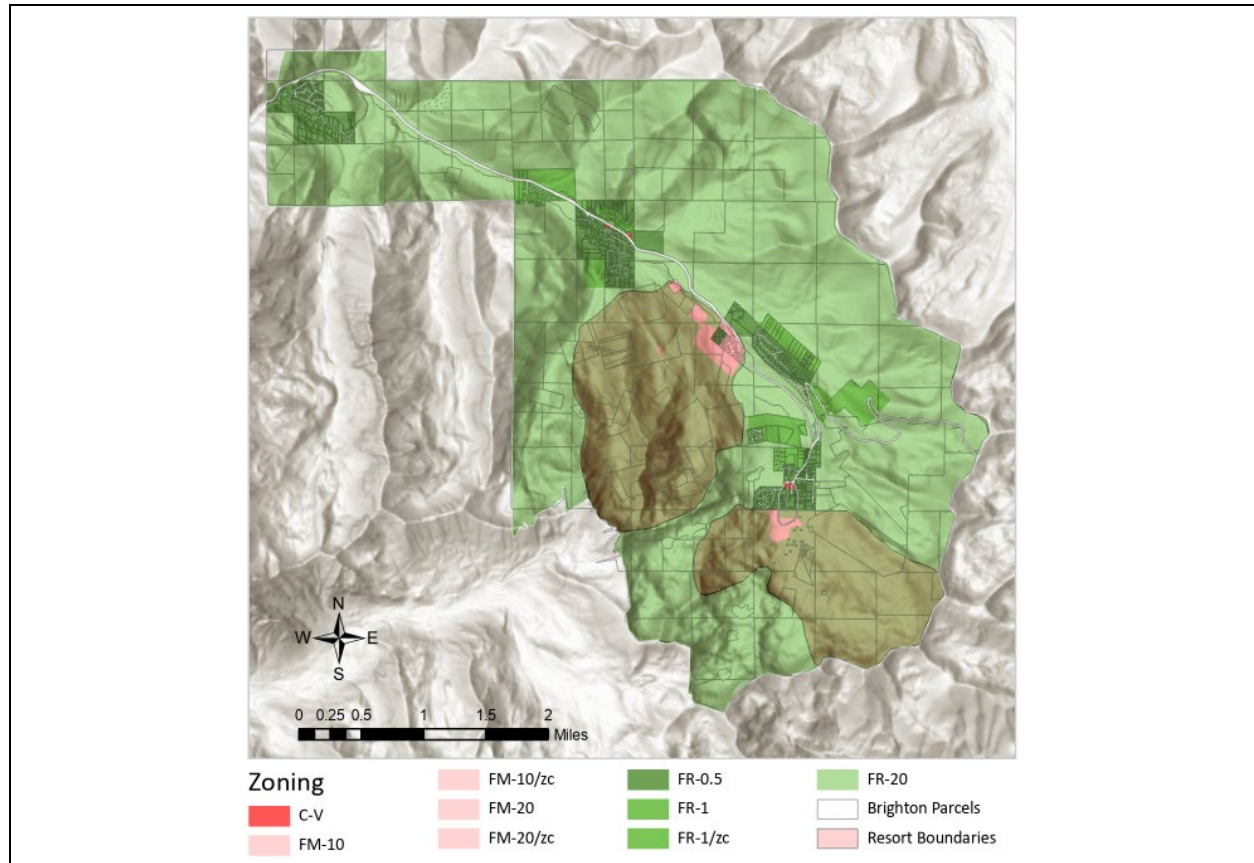 N
W E
S
0 0.25 0.5 1 1.5 2
Miles
Zoning
C-V
FM-10
FM-10/zc
FM-20
FM-20/zc
FR-0.5
FR-1
FR-1/zc
FR-20
Brighton Parcels
Resort Boundaries